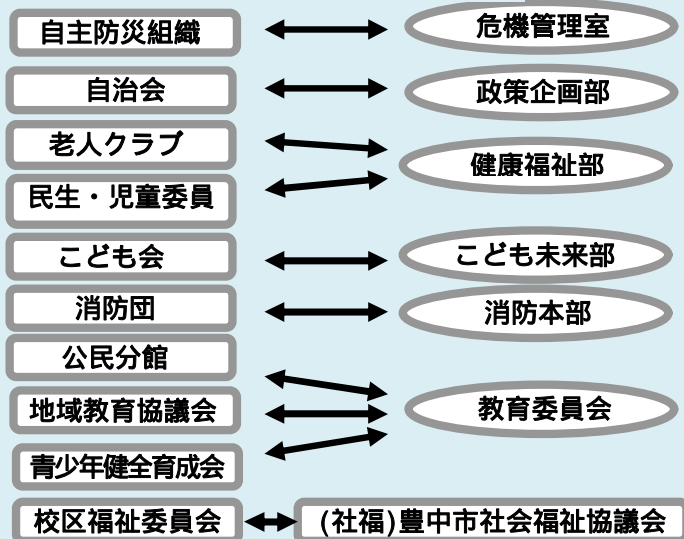 自主防災組織
危機管理室
自治会
政策企画部
老人クラブ
健康福祉部
民生・児童委員
こども会
こども未来部
消防団
消防本部
公民分館
地域教育協議会
教育委員会
青少年健全育成会
校区福祉委員会
(社福)豊中市社会福祉協議会